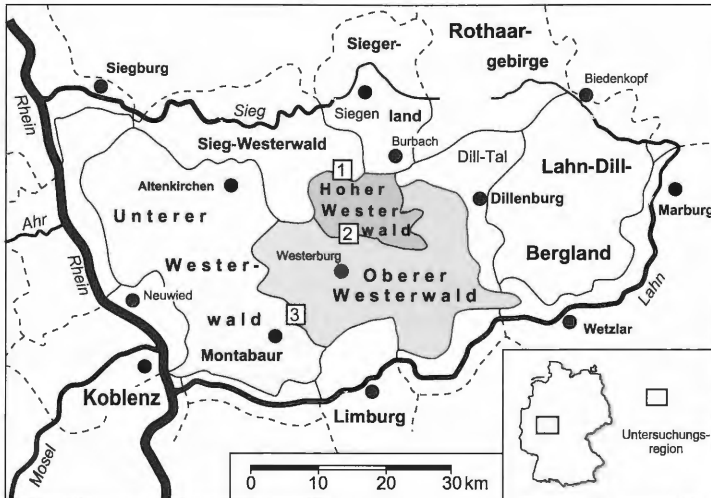 Rothaar-
gebirge
Sieger-
land
Siegburg
Biedenkopf
Rhein
Sieg
Siegen
Burbach
Sieg-Westerwald
Dill-Tal
Lahn-Dill-
Bergland
1
Altenkirchen
Hoher
Wester
wald
Dillenburg
Marburg
Unterer
Wester-
wald
Ahr
2
Rhein
Westerburg
Oberer
Westerwald
Neuwied
3
Lahn
Montabaur
Wetzlar
Koblenz
Limburg
Mosel
Untersuchungs-
region
0 10 20 30 km